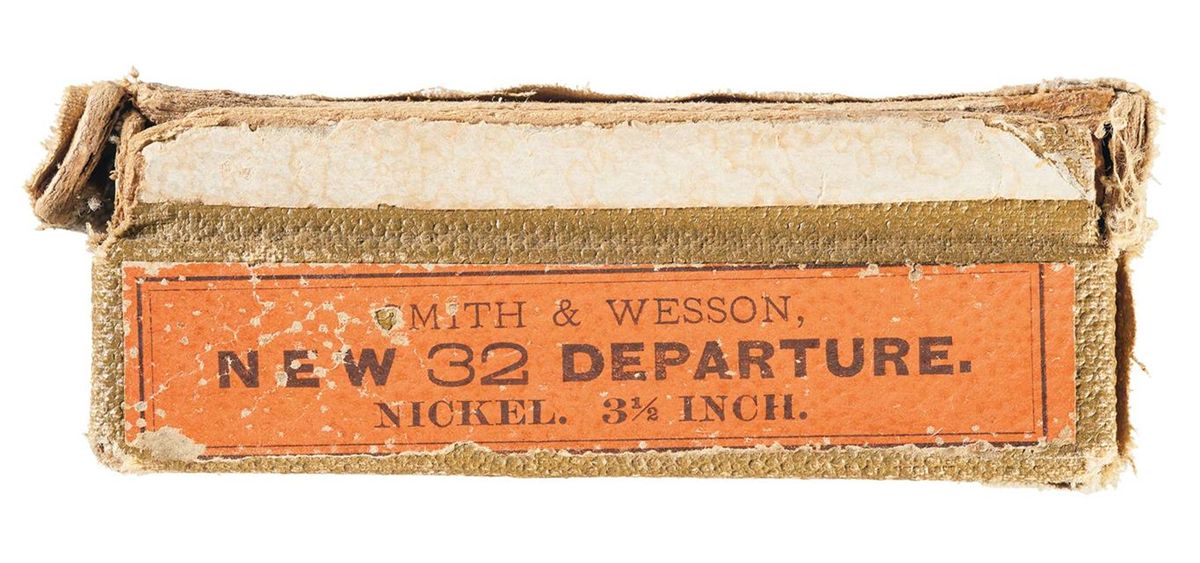 SMITH & WESSON,
NEW 32 DEPARTURE.
NICKEL. 3½ INCH.